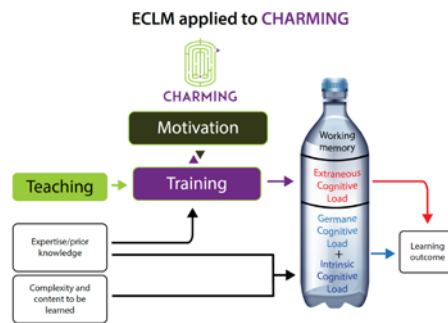 ECLM applied to CHARMING
CHARMING
Motivation
Teaching
Training
Expertise/prior
knowledge
Complexity and
content to be
learned
Working
memory
Extraneous
Cognitive
Load
Germane
Cognitive
Load
+
Intrinsic
Cognitive
Load
Learning
outcome